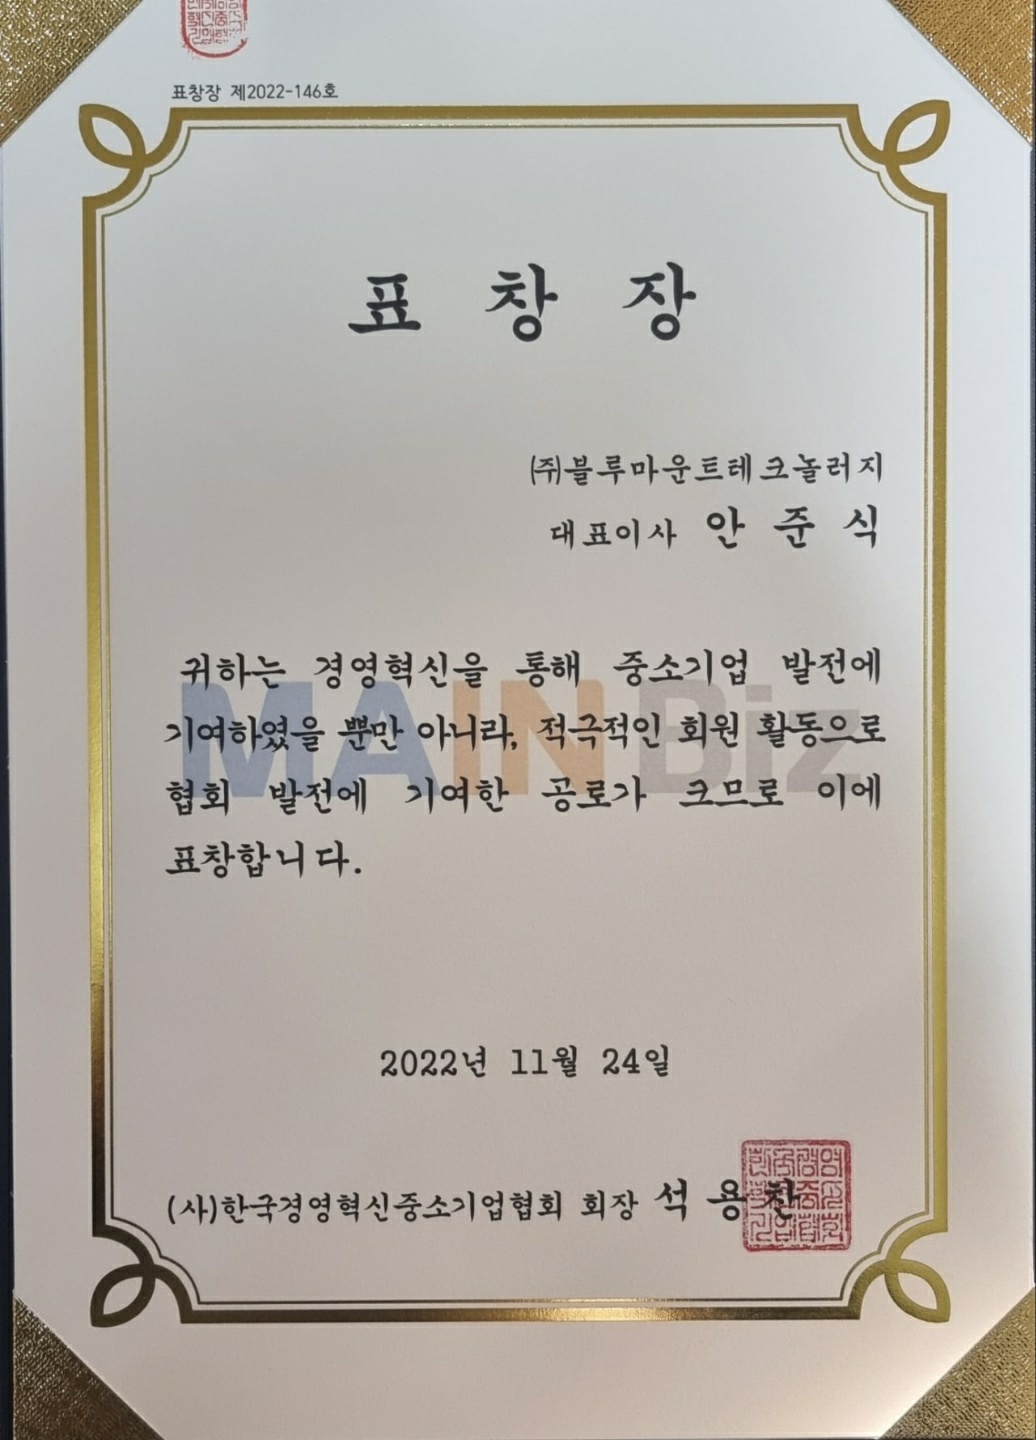 표창장 제2022-146호
표 창 장
㈜블루마운트테크놀러지
대표이사 안 준 식
귀하는 경영혁신을 통해 중소기업 발전에
기여하였을 뿐만 아니라, 적극적인 회원 활동으로
협회 발전에 기여한 공로가 크므로 이에
표창합니다.
MAINBiz
2022년 11월 24일
(사)한국경영혁신중소기업협회 회장 석 용 찬